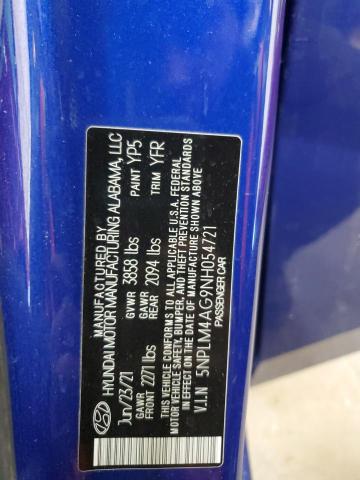 MANUFACTURED BY
HYUNDAI MOTOR MANUFACTURING ALABAMA, LLC
Jun/23/21 GVWR 3858 lbs PAINT YP5
GAWR FRONT 2271 lbs GAWR REAR 2094 lbs TRIM YFR
THIS VEHICLE CONFORMS TO ALL APPLICABLE U.S.A. FEDERAL
MOTOR VEHICLE SAFETY, BUMPER, AND THEFT PREVENTION STANDARDS
IN EFFECT ON THE DATE OF MANUFACTURE SHOWN ABOVE.
V.I.N 5NPLM4AG9NH054721
PASSENGER CAR